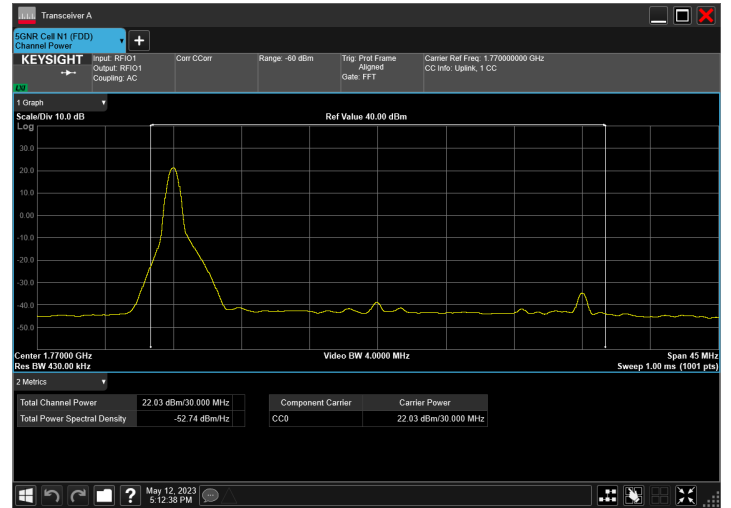 Transceiver A
5GNR Cell N1 (FDD)
Channel Power
KEYSIGHT
LXI
Input: RFIO1
Output: RFIO1
Coupling: AC
Corr CCorr
Range: -60 dBm
Trig: Prot Frame
Aligned
Gate: FFT
Carrier Ref Freq: 1.770000000 GHz
CC Info: Uplink, 1 CC
1 Graph
Scale/Div 10.0 dB
Ref Value 40.00 dBm
Log
30.0
20.0
10.0
0.00
-10.0
-20.0
-30.0
-40.0
-50.0
Center 1.77000 GHz
Video BW 4.0000 MHz
Span 45 MHz
Res BW 430.00 kHz
Sweep 1.00 ms (1001 pts)
2 Metrics
Total Channel Power 22.03 dBm/30.000 MHz
Total Power Spectral Density -52.74 dBm/Hz
Component Carrier Carrier Power
CC0 22.03 dBm/30.000 MHz
May 12, 2023
5:12:38 PM